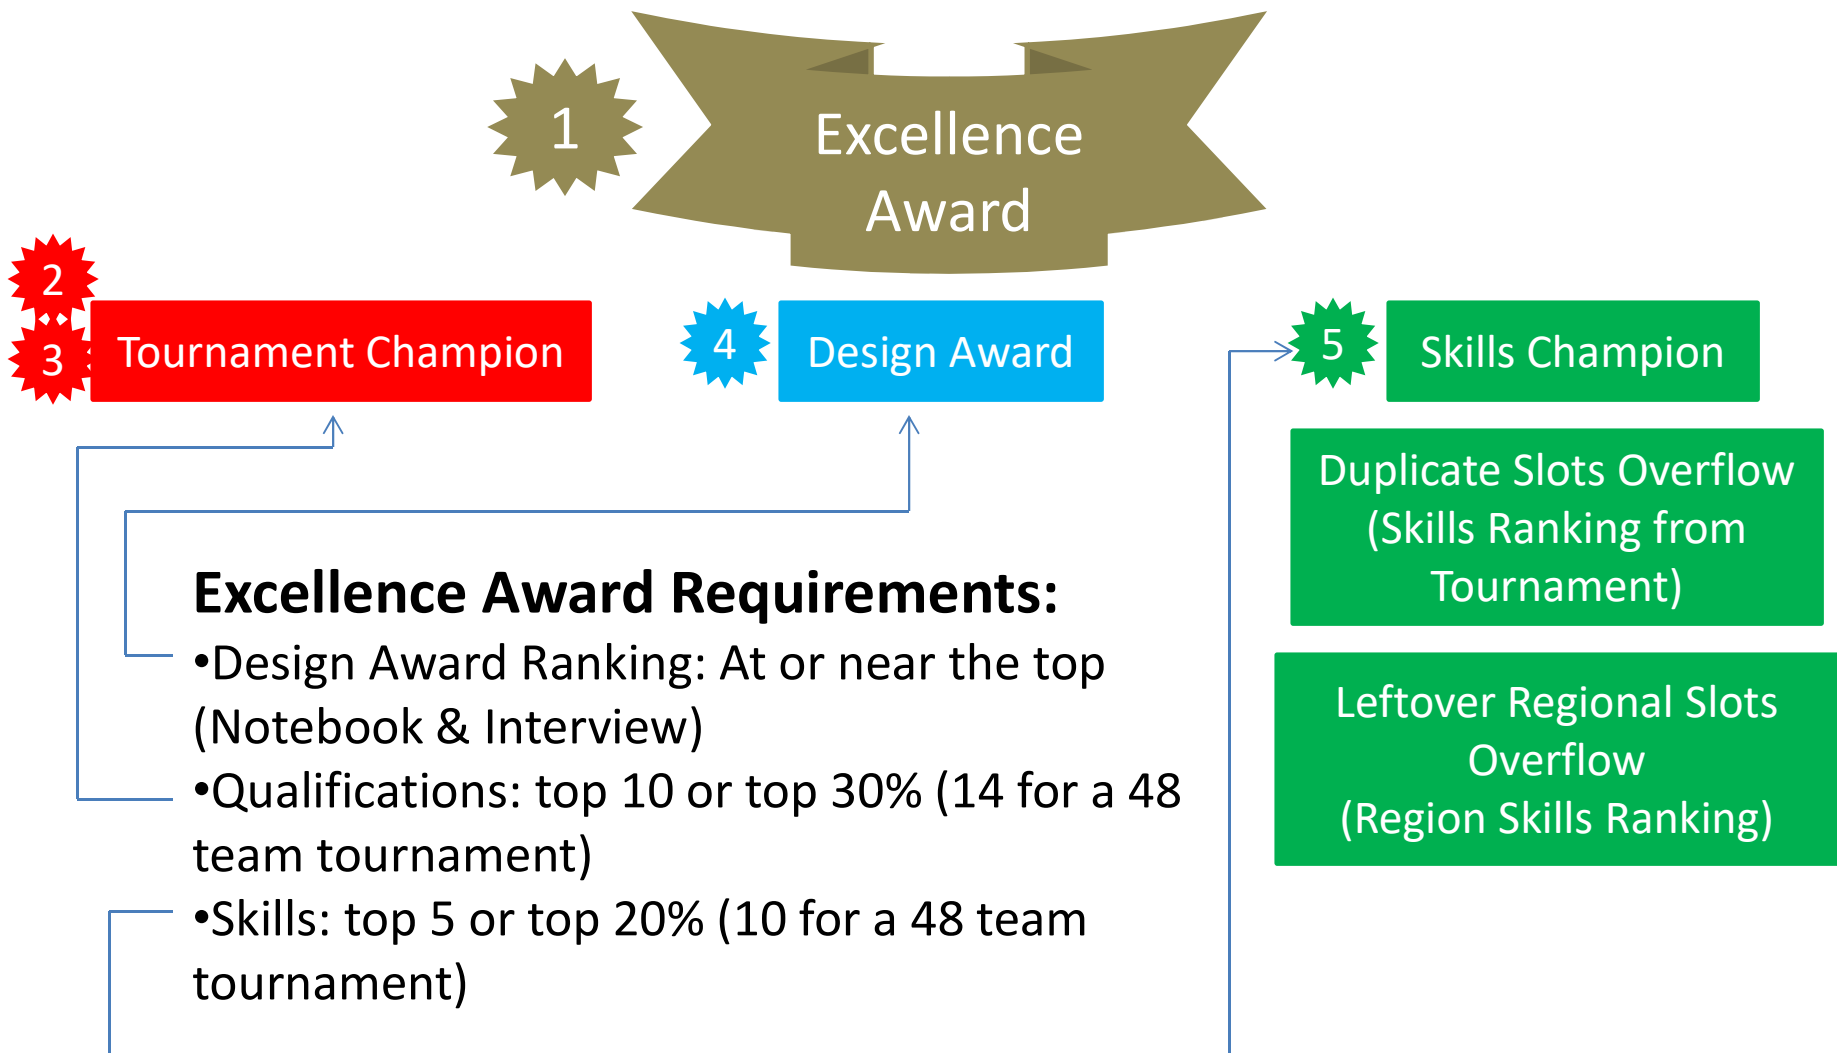 1
Excellence
Award
2
3
Tournament Champion
4
Design Award
5
Skills Champion
Duplicate Slots Overflow
(Skills Ranking from
Tournament)
Leftover Regional Slots
Overflow
(Region Skills Ranking)
Excellence Award Requirements:
•Design Award Ranking: At or near the top
(Notebook & Interview)
•Qualifications: top 10 or top 30% (14 for a 48
team tournament)
•Skills: top 5 or top 20% (10 for a 48 team
tournament)